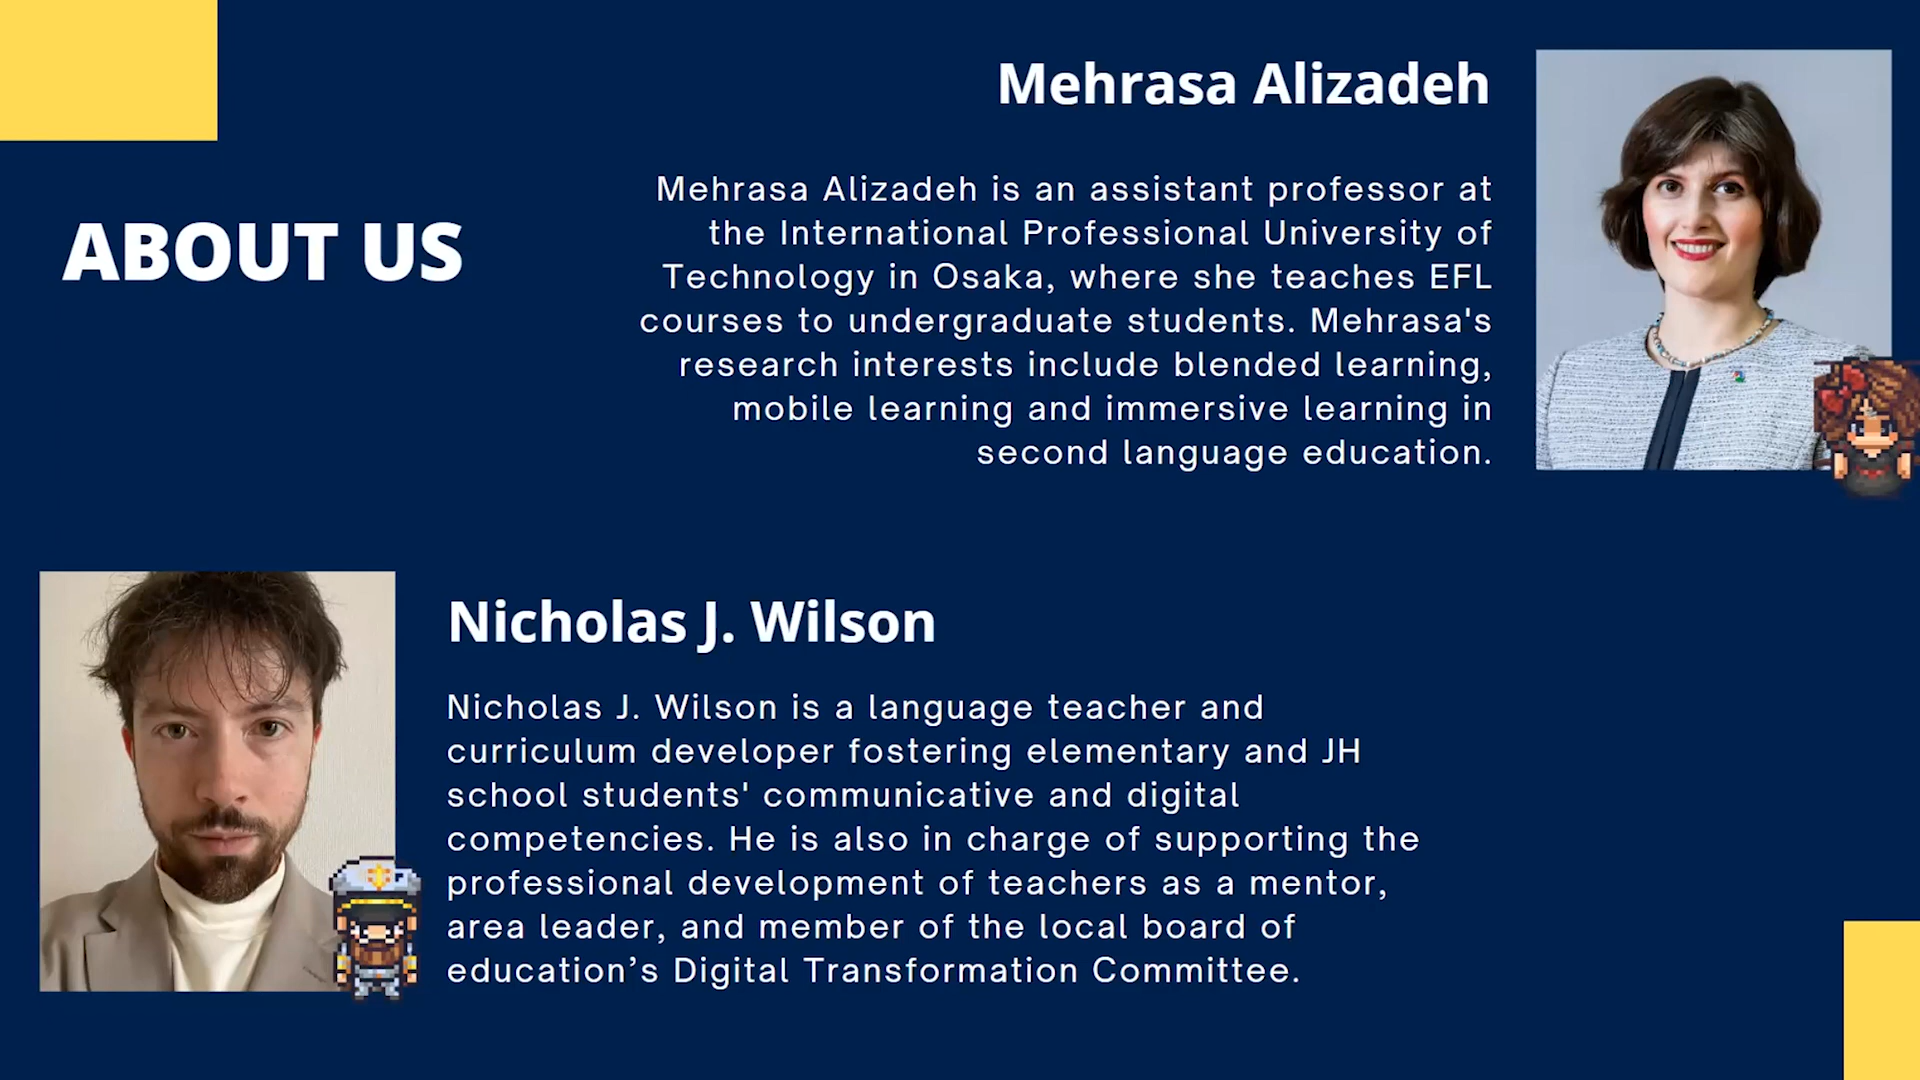 ABOUT US
Mehrasa Alizadeh
Mehrasa Alizadeh is an assistant professor at
the International Professional University of
Technology in Osaka, where she teaches EFL
courses to undergraduate students. Mehrasa's
research interests include blended learning,
mobile learning and immersive learning in
second language education.
Nicholas J. Wilson
Nicholas J. Wilson is a language teacher and
curriculum developer fostering elementary and JH
school students' communicative and digital
competencies. He is also in charge of supporting the
professional development of teachers as a mentor,
area leader, and member of the local board of
education’s Digital Transformation Committee.